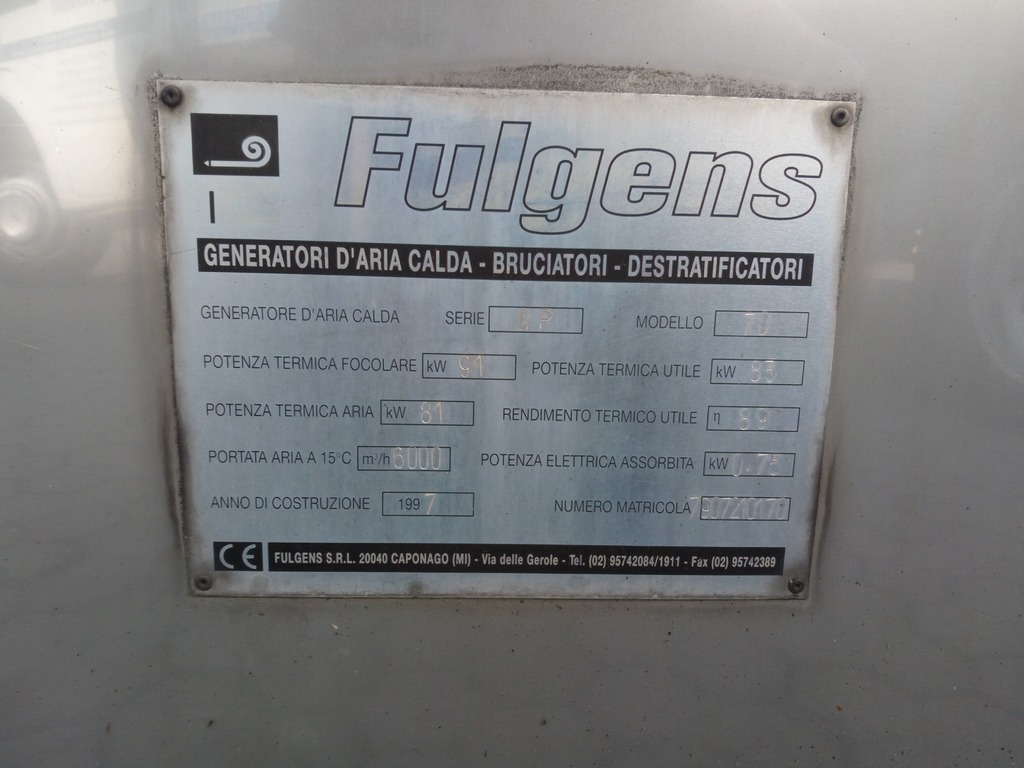 Fulgens
I
GENERATORI D'ARIA CALDA - BRUCIATORI - DESTRATIFICATORI
GENERATORE D'ARIA CALDA SERIE GP MODELLO
POTENZA TERMICA FOCOLARE kW 91 POTENZA TERMICA UTILE kW 85
POTENZA TERMICA ARIA kW 81 RENDIMENTO TERMICO UTILE η 89
PORTATA ARIA A 15°C m³/h 6000 POTENZA ELETTRICA ASSORBITA kW 0.75
ANNO DI COSTRUZIONE 1997 NUMERO MATRICOLA
CE FULGENS S.R.L. 20040 CAPONAGO (MI) - Via delle Gerole - Tel. (02) 95742084/1911 - Fax (02) 95742389